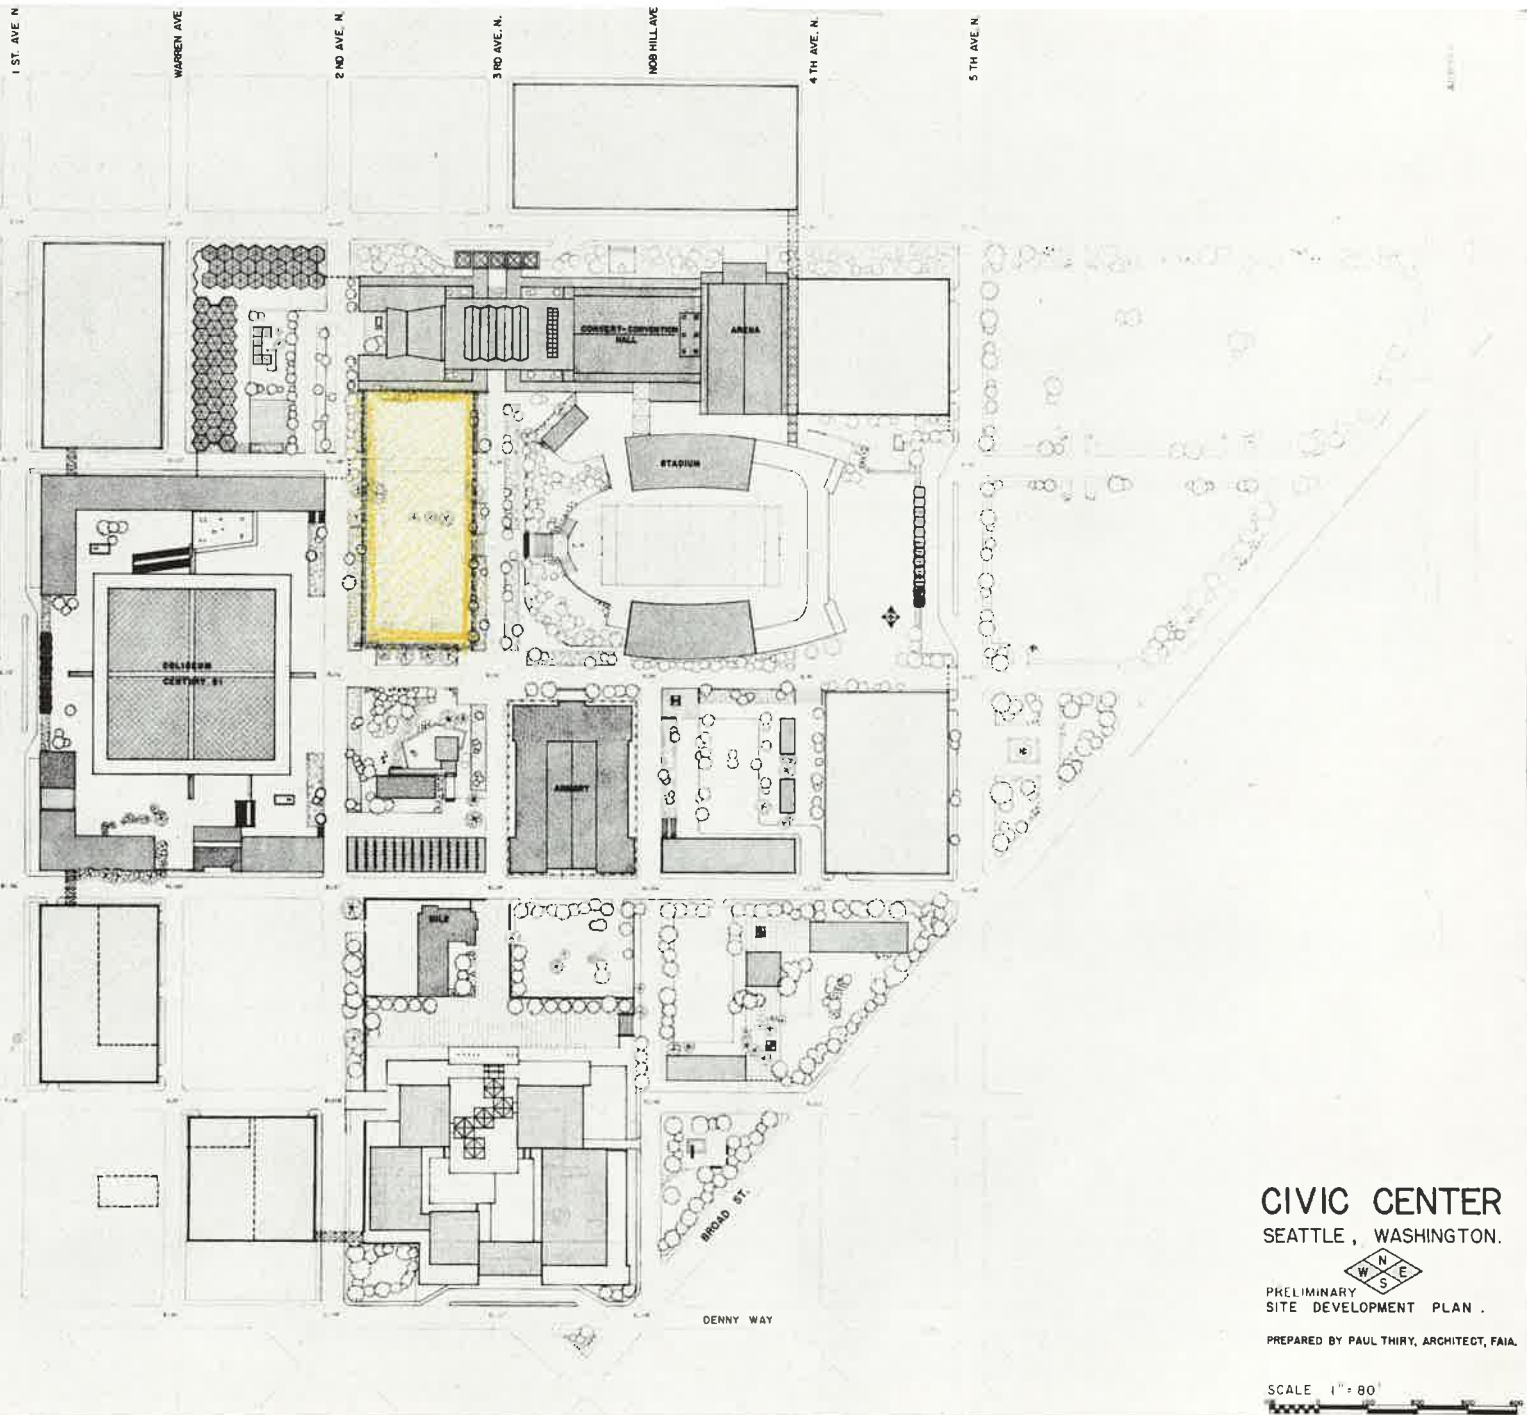 1 ST. AVE. N
WARREN AVE
2 ND AVE. N.
3 RD AVE. N.
NOB HILL AVE
4 TH AVE. N.
5 TH AVE. N.
CONCERT-CONVENTION
HALL
ARENA
STADIUM
COLISEUM
CENTURY 21
ARMORY
NILE
BROAD ST.
DENNY WAY
CIVIC CENTER
SEATTLE, WASHINGTON.
N
W E
S
PRELIMINARY
SITE DEVELOPMENT PLAN .
PREPARED BY PAUL THIRY, ARCHITECT, FAIA.
SCALE 1" = 80'